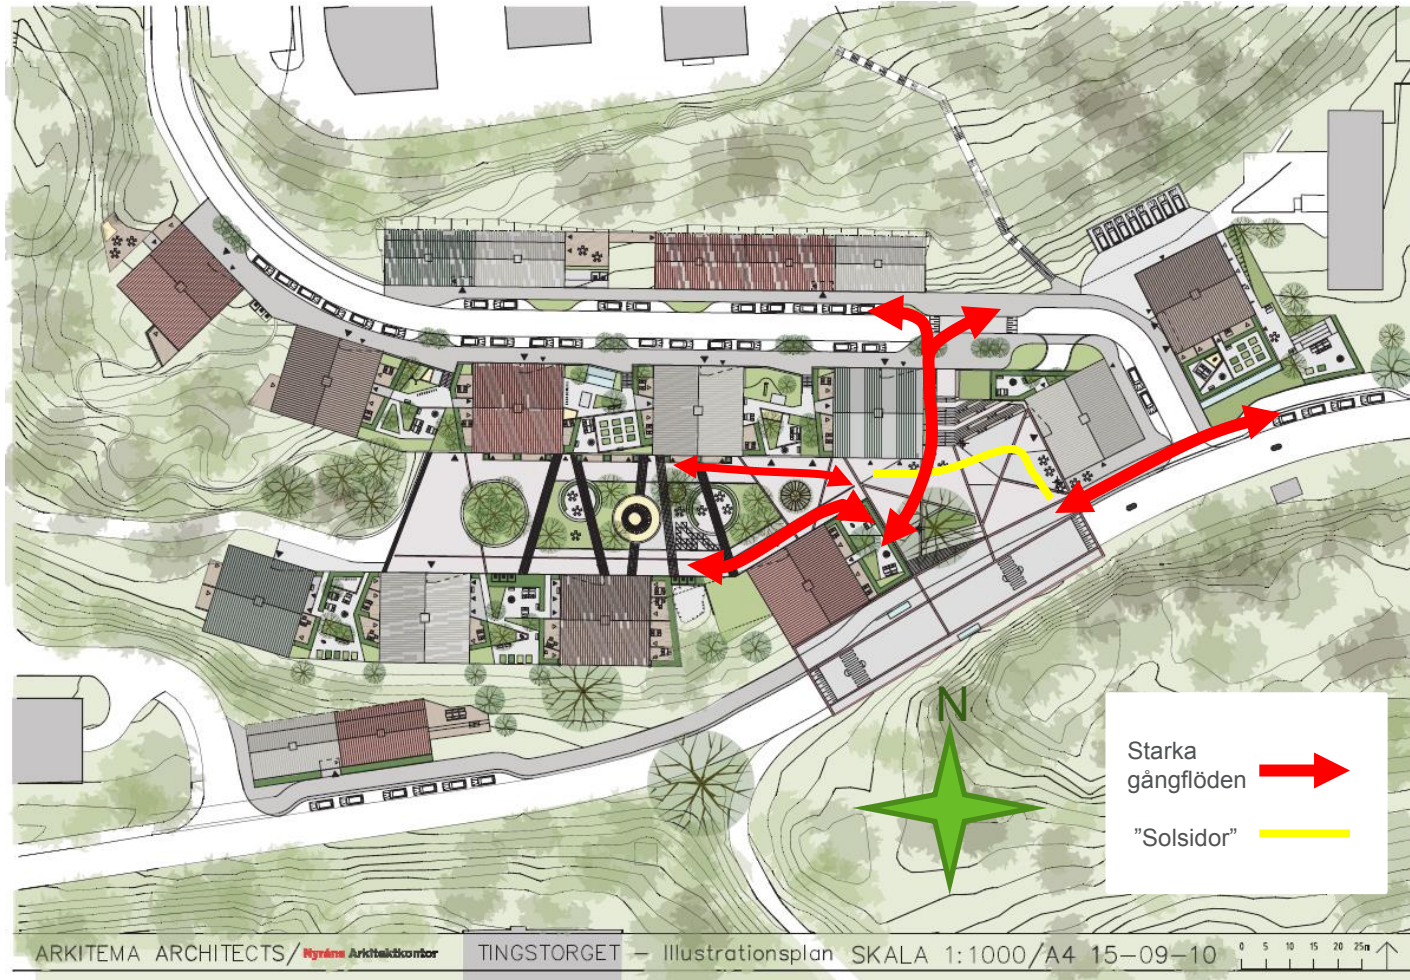 N
Starka
gångflöden
”Solsidor”
ARKITEMA ARCHITECTS/Nyréns Arkitektkontor TINGSTORGET – Illustrationsplan SKALA 1:1000/A4 15–09–10
0 5 10 15 20 25m